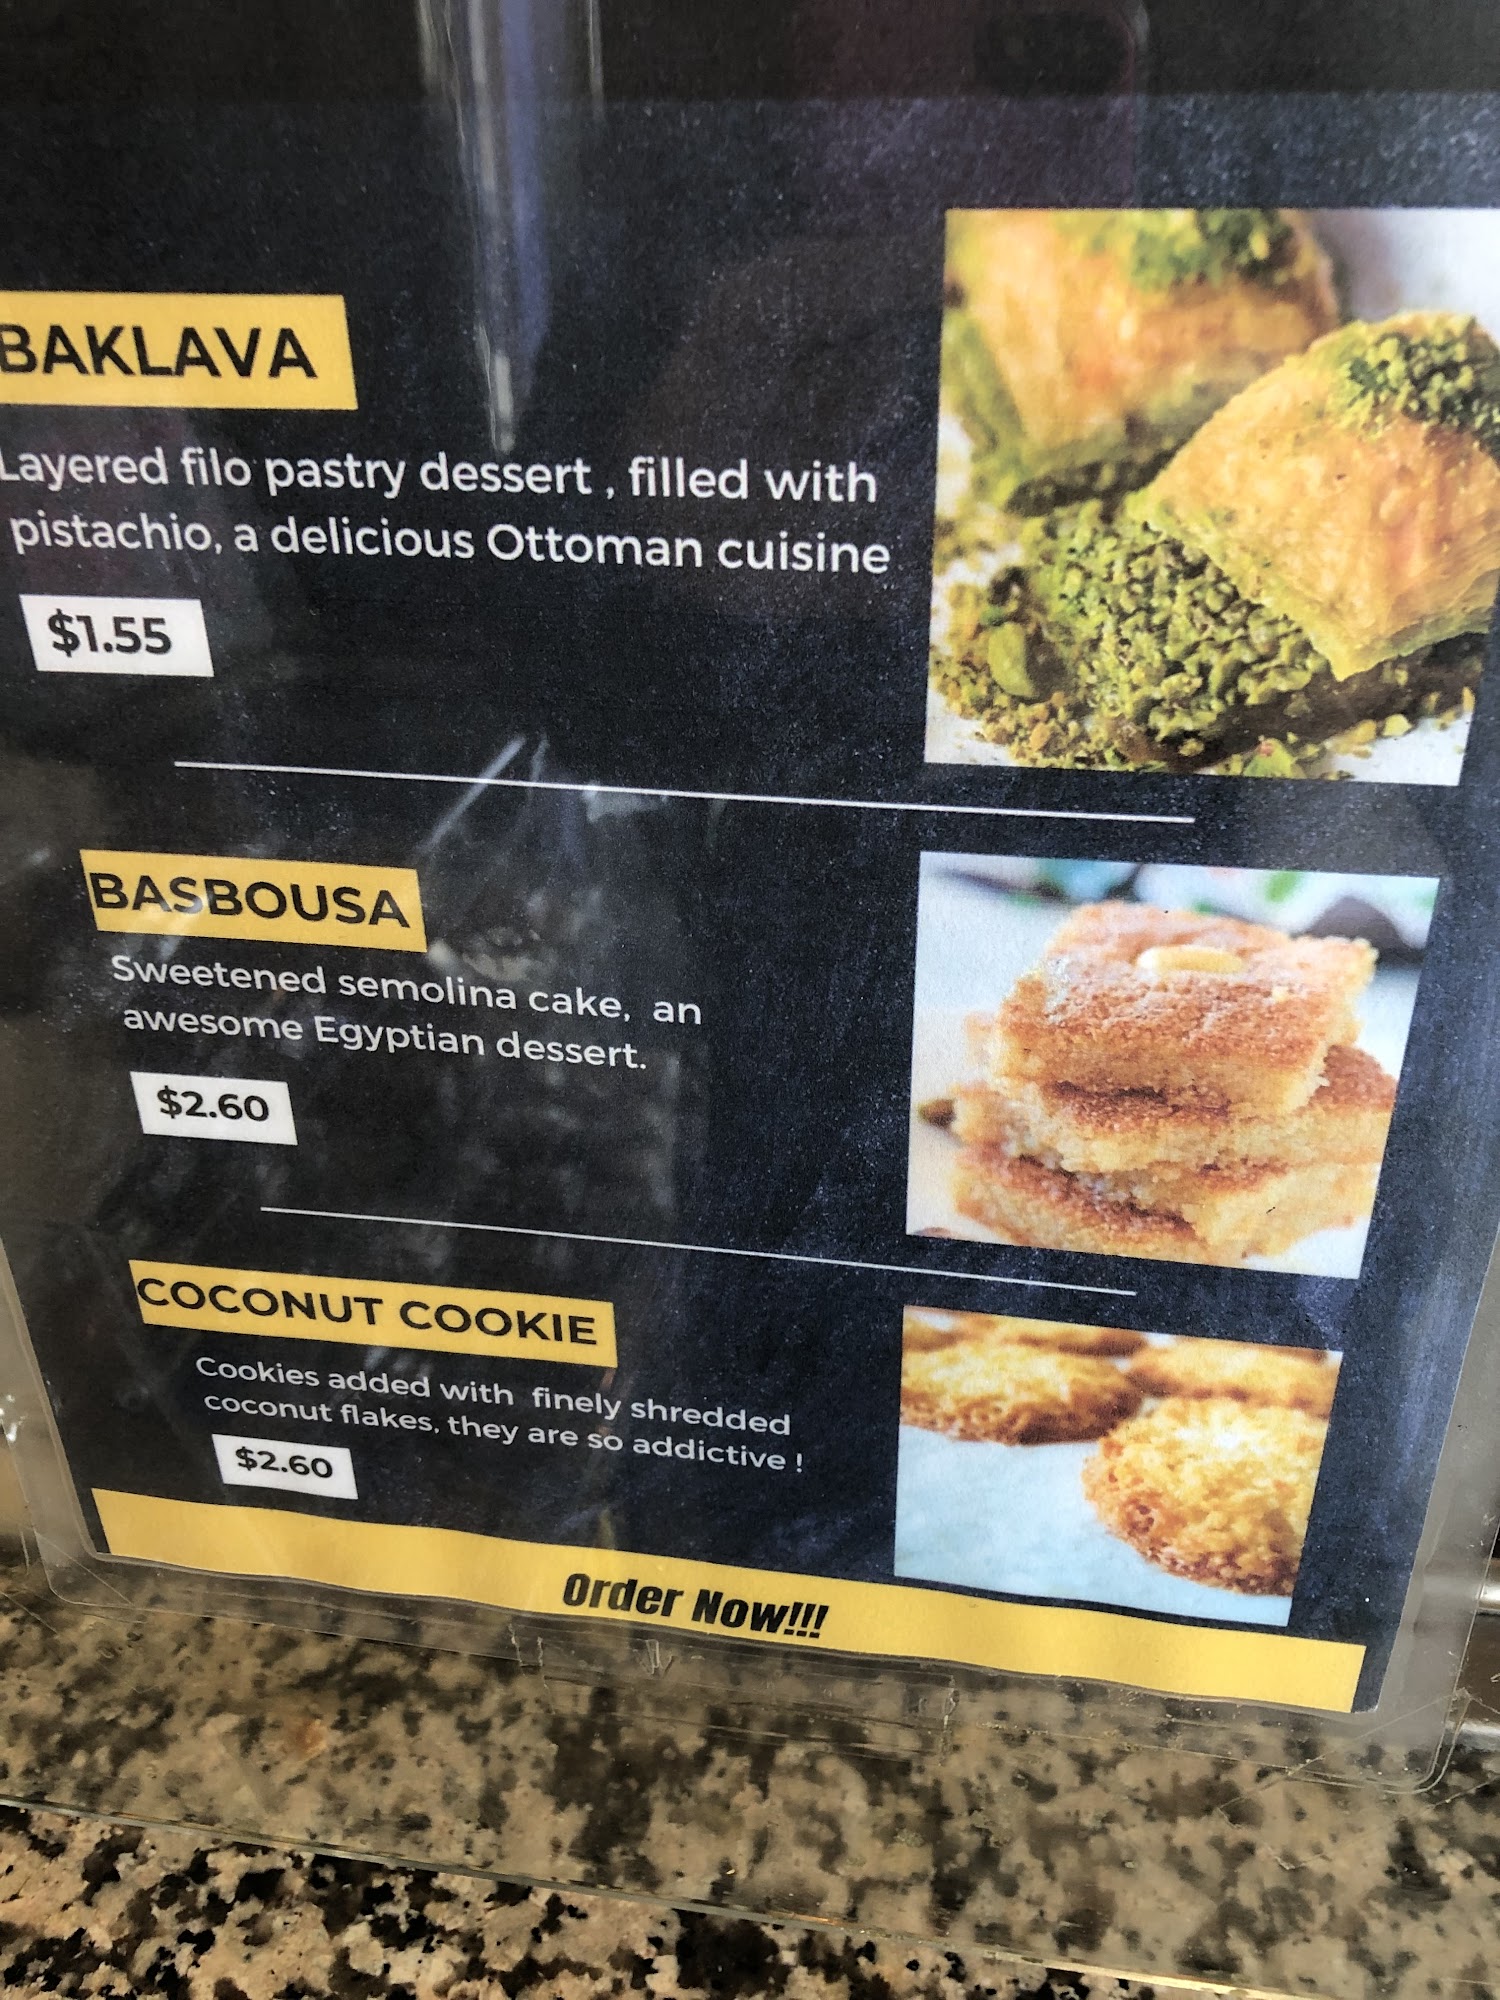 BAKLAVA
Layered filo pastry dessert , filled with
pistachio, a delicious Ottoman cuisine
$1.55
BASBOUSA
Sweetened semolina cake, an
awesome Egyptian dessert.
$2.60
COCONUT COOKIE
Cookies added with finely shredded
coconut flakes, they are so addictive !
$2.60
Order Now!!!